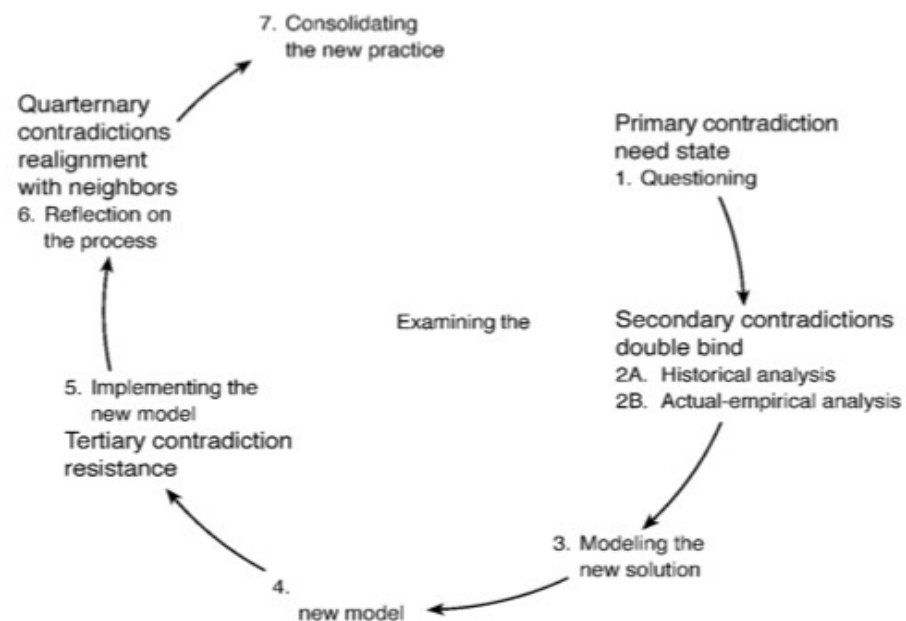 7. Consolidating
the new practice
Quarternary
contradictions
realignment
with neighbors
6. Reflection on
the process
Primary contradiction
need state
1. Questioning
Examining the
Secondary contradictions
double bind
2A. Historical analysis
2B. Actual-empirical analysis
5. Implementing the
new model
Tertiary contradiction
resistance
3. Modeling the
new solution
4.
new model